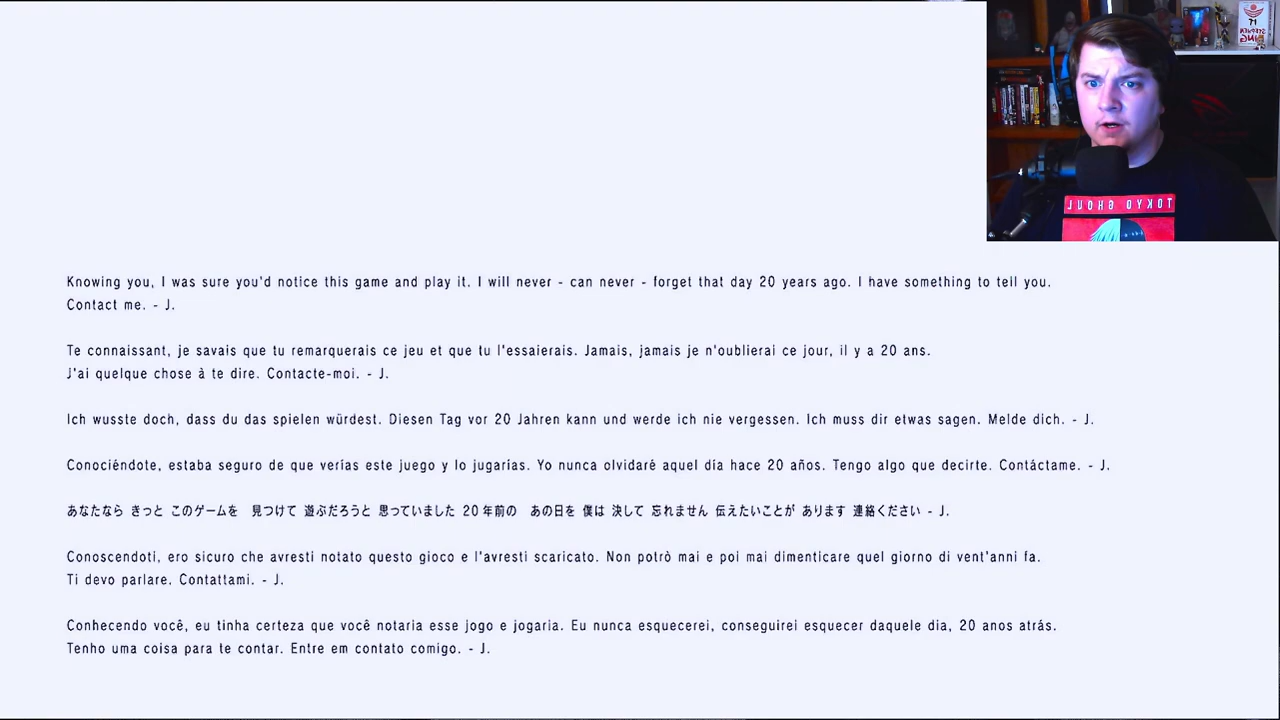 TOKYO GHOUL
Knowing you, I was sure you'd notice this game and play it. I will never - can never - forget that day 20 years ago. I have something to tell you.
Contact me. - J.
Te connaissant, je savais que tu remarquerais ce jeu et que tu l'essaierais. Jamais, jamais je n'oublierai ce jour, il y a 20 ans.
J'ai quelque chose à te dire. Contacte-moi. - J.
Ich wusste doch, dass du das spielen würdest. Diesen Tag vor 20 Jahren kann und werde ich nie vergessen. Ich muss dir etwas sagen. Melde dich. - J.
Conociéndote, estaba seguro de que verías este juego y lo jugarías. Yo nunca olvidaré aquel día hace 20 años. Tengo algo que decirte. Contáctame. - J.
あなたなら きっと このゲームを　見つけて 遊ぶだろうと 思っていました 20年前の　あの日を 僕は 決して 忘れません 伝えたいことが あります 連絡ください - J.
Conoscendoti, ero sicuro che avresti notato questo gioco e l'avresti scaricato. Non potrò mai e poi mai dimenticare quel giorno di vent'anni fa.
Ti devo parlare. Contattami. - J.
Conhecendo você, eu tinha certeza que você notaria esse jogo e jogaria. Eu nunca esquecerei, conseguirei esquecer daquele dia, 20 anos atrás.
Tenho uma coisa para te contar. Entre em contato comigo. - J.